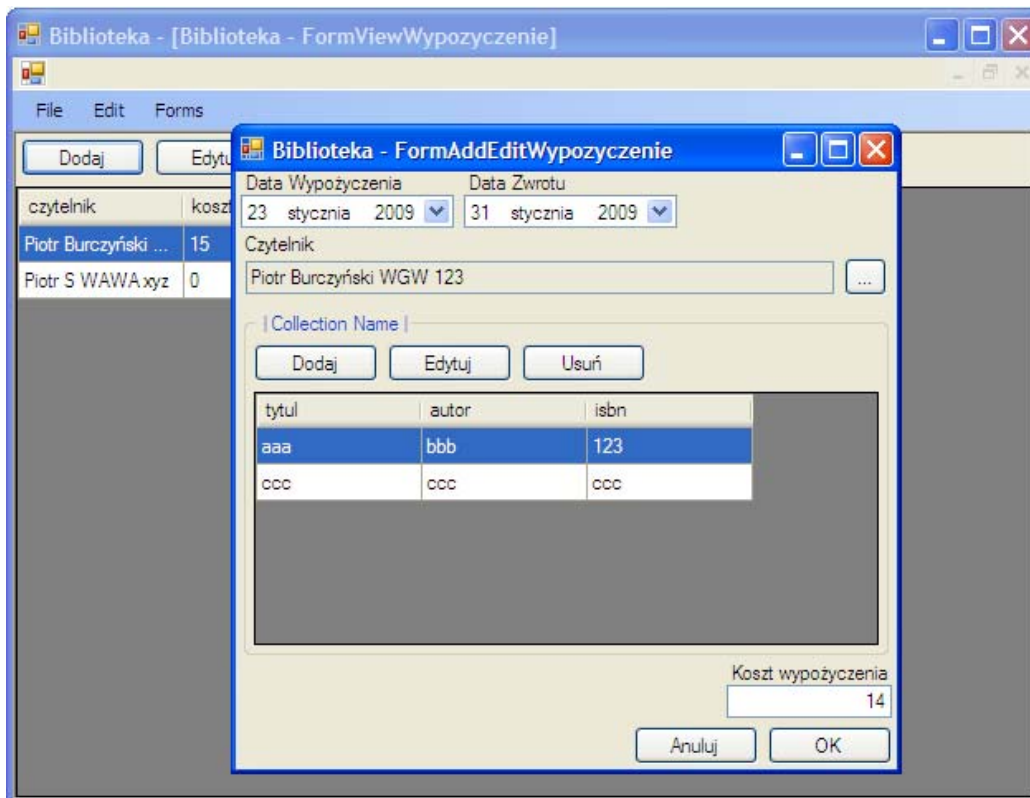 Biblioteka - [Biblioteka - FormViewWypozyczenie]
File Edit Forms
Dodaj Edytu
czytelnik koszt
Piotr Burczyński ... 15
Piotr S WAWA xyz 0
Biblioteka - FormAddEditWypozyczenie
Data Wypożyczenia Data Zwrotu
23 stycznia 2009 31 stycznia 2009
Czytelnik
Piotr Burczyński WGW 123 ...
| Collection Name |
Dodaj Edytuj Usuń
tytul autor isbn
aaa bbb 123
ccc ccc ccc
Koszt wypożyczenia
14
Anuluj OK